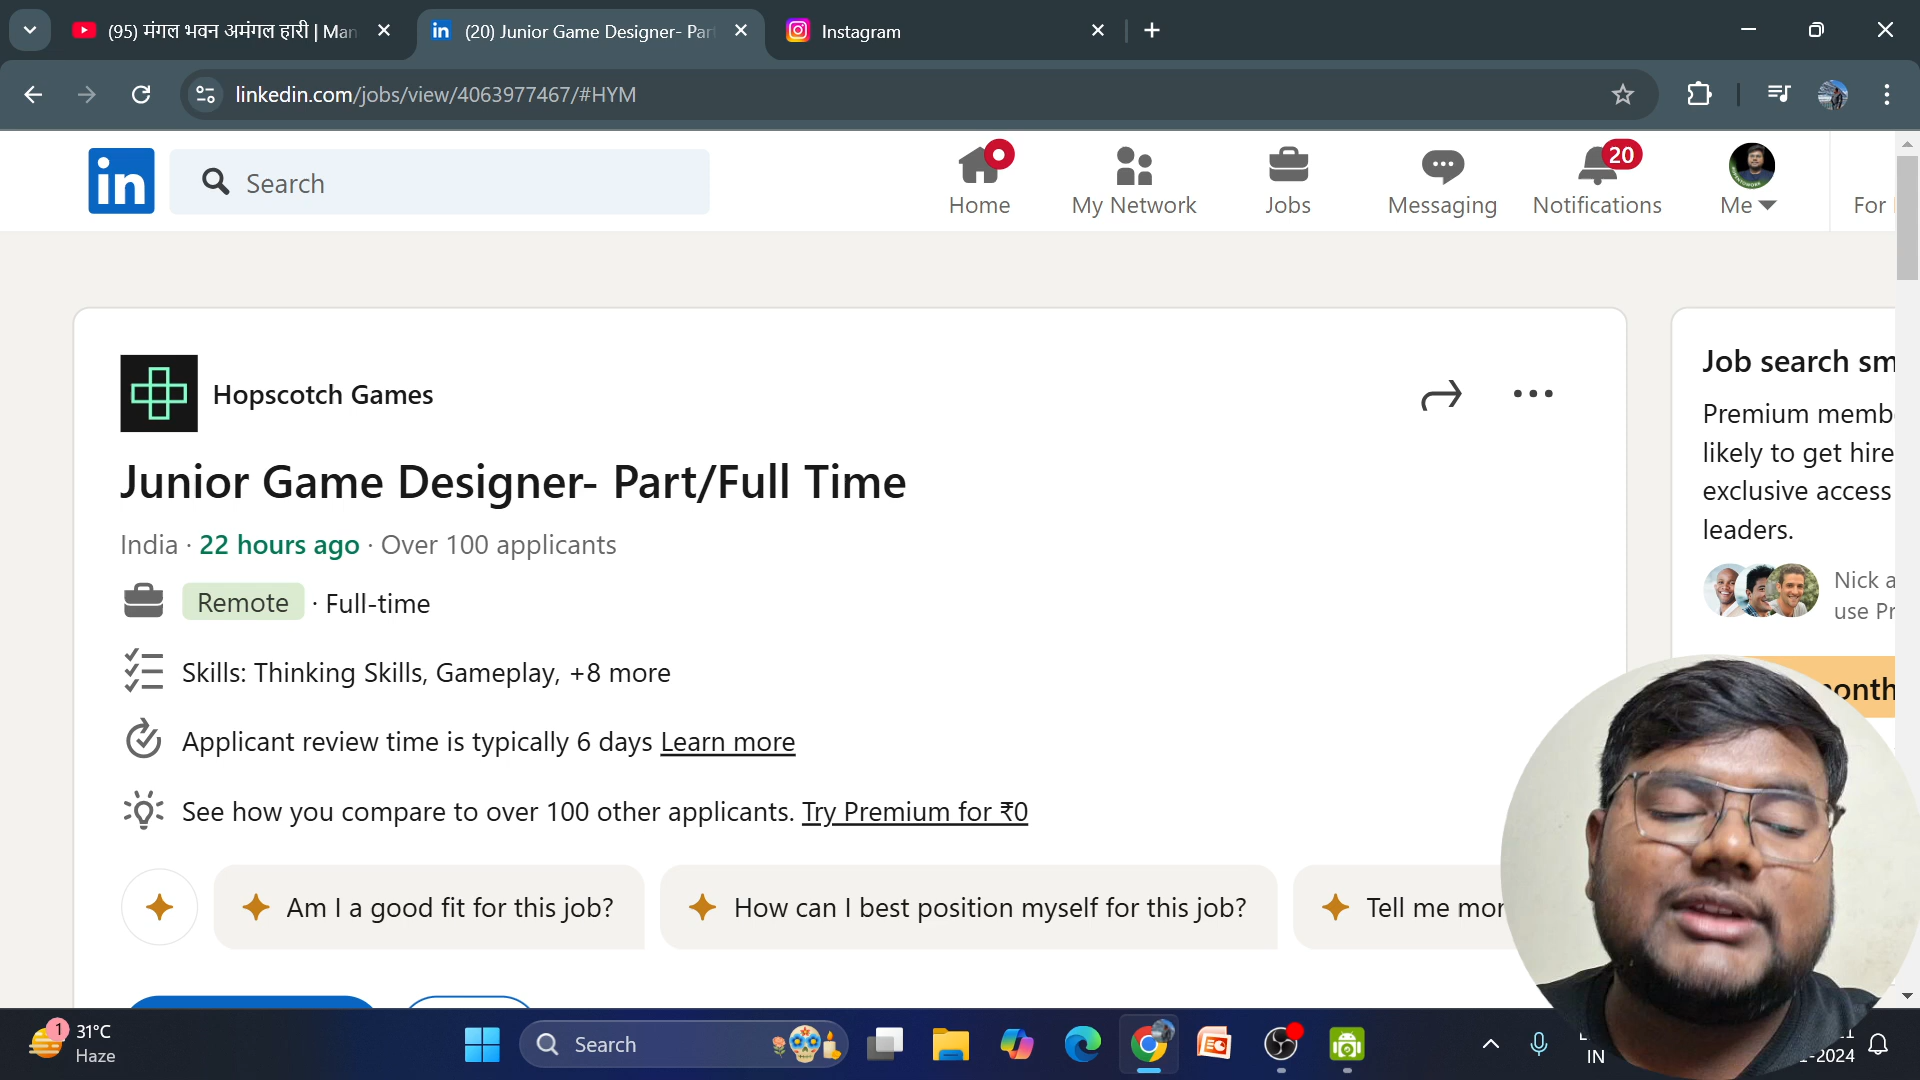 (95) मंगल भवन अमंगल हारी | Man
(20) Junior Game Designer- Par
Instagram
linkedin.com/jobs/view/4063977467/#HYM
in
Search
Home
My Network
Jobs
Messaging
20
Notifications
Me
For
Hopscotch Games
Junior Game Designer- Part/Full Time
India · 22 hours ago · Over 100 applicants
Remote · Full-time
Skills: Thinking Skills, Gameplay, +8 more
Applicant review time is typically 6 days Learn more
See how you compare to over 100 other applicants. Try Premium for ₹0
Am I a good fit for this job?
How can I best position myself for this job?
Tell me mor
Job search sm
Premium memb
likely to get hire
exclusive access
leaders.
Nick a
use Pr
onth
1
31°C
Haze
Search
IN
-2024